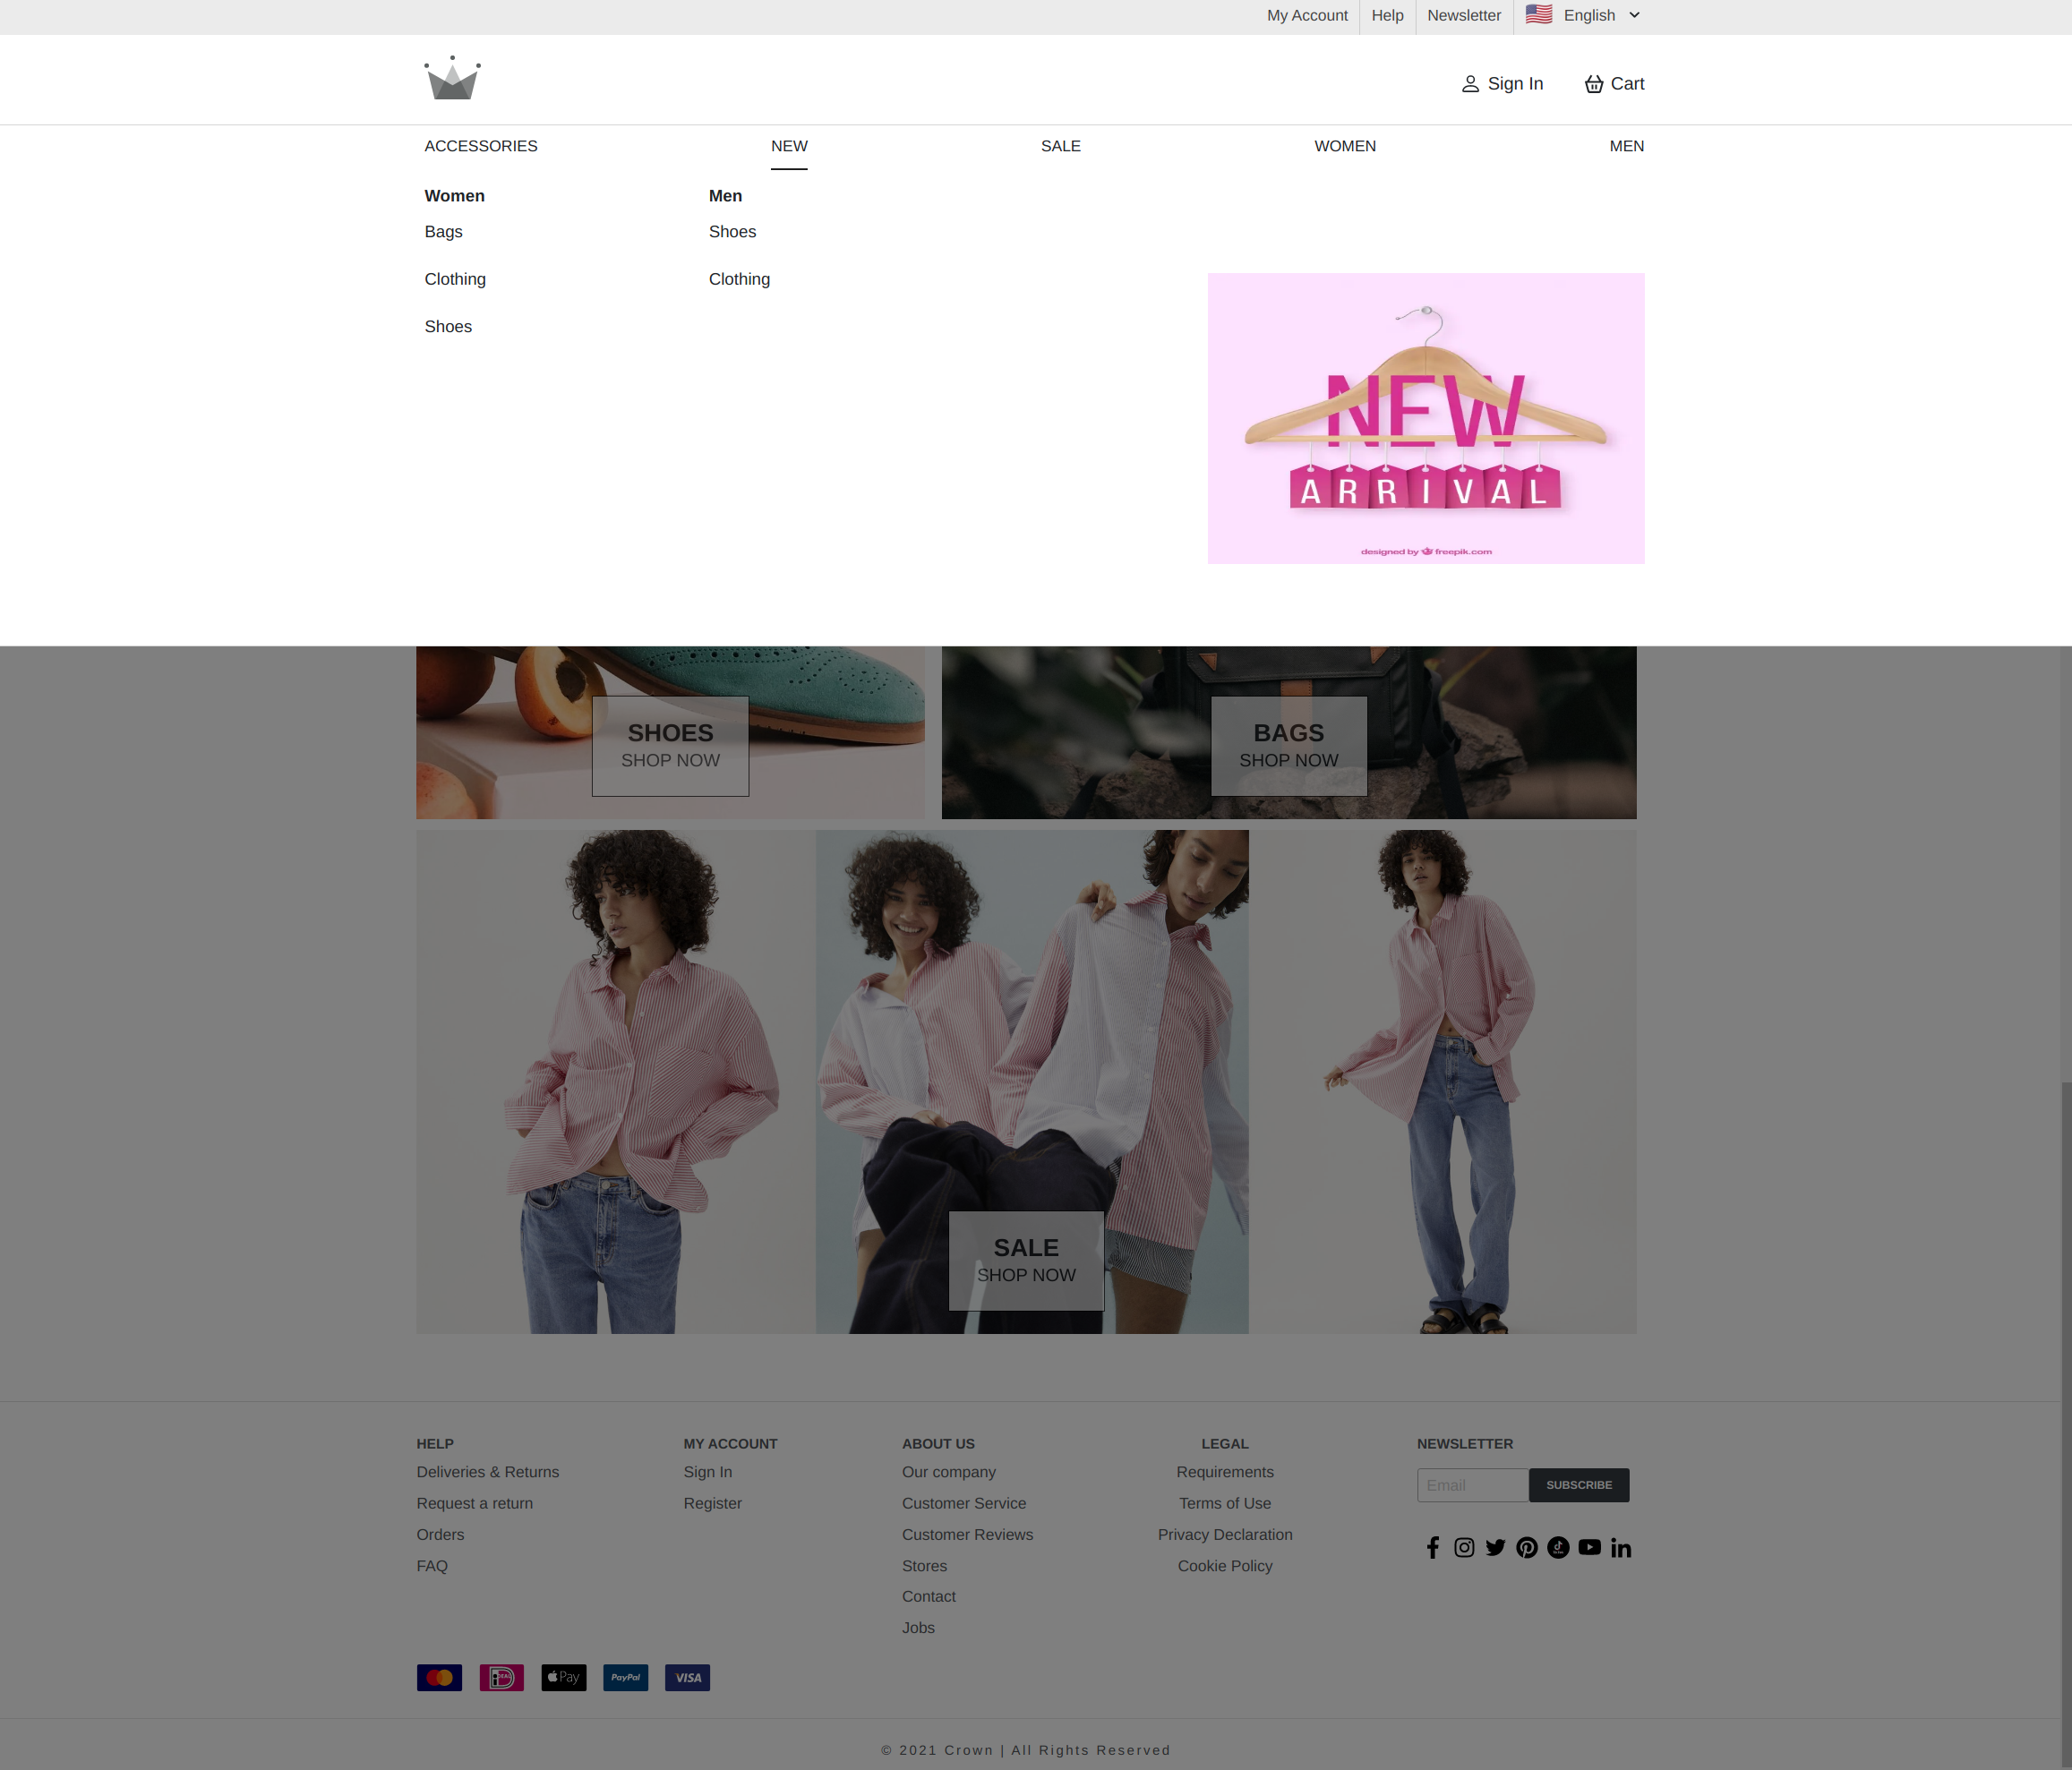 My Account
Help
Newsletter
English
Sign In
Cart
ACCESSORIES
NEW
SALE
WOMEN
MEN
Women
Bags
Clothing
Shoes
Men
Shoes
Clothing
NEW
ARRIVAL
designed by freepik.com
SHOES
SHOP NOW
BAGS
SHOP NOW
SALE
SHOP NOW
HELP
Deliveries & Returns
Request a return
Orders
FAQ
MY ACCOUNT
Sign In
Register
ABOUT US
Our company
Customer Service
Customer Reviews
Stores
Contact
Jobs
LEGAL
Requirements
Terms of Use
Privacy Declaration
Cookie Policy
NEWSLETTER
Email
SUBSCRIBE
iDEAL
Pay
PayPal
VISA
© 2021 Crown | All Rights Reserved